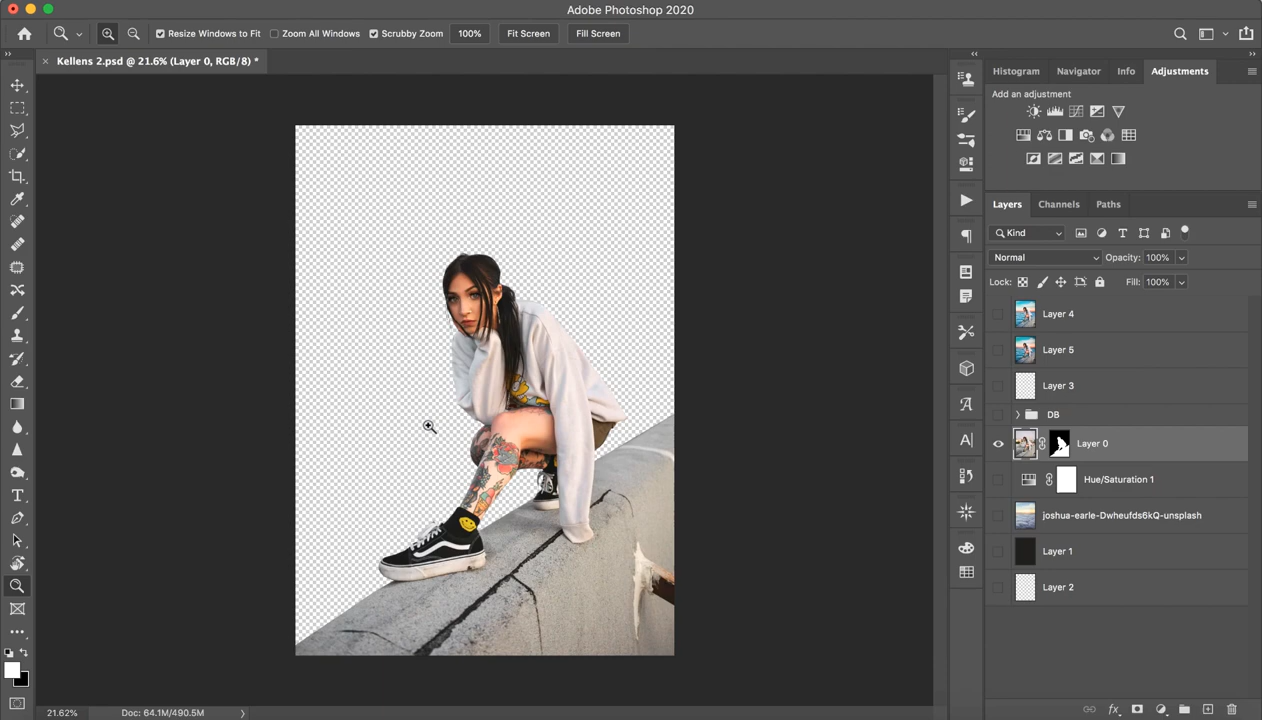 Adobe Photoshop 2020
Resize Windows to Fit Zoom All Windows Scrubby Zoom 100% Fit Screen Fill Screen
Kellens 2.psd @ 21.6% (Layer 0, RGB/8) *
Histogram Navigator Info Adjustments
Add an adjustment
Layers Channels Paths
Kind
Normal Opacity: 100%
Lock: Fill: 100%
Layer 4
Layer 5
Layer 3
DB
Layer 0
Hue/Saturation 1
joshua-earle-Dwheufds6kQ-unsplash
Layer 1
Layer 2
21.62% Doc: 64.1M/490.5M